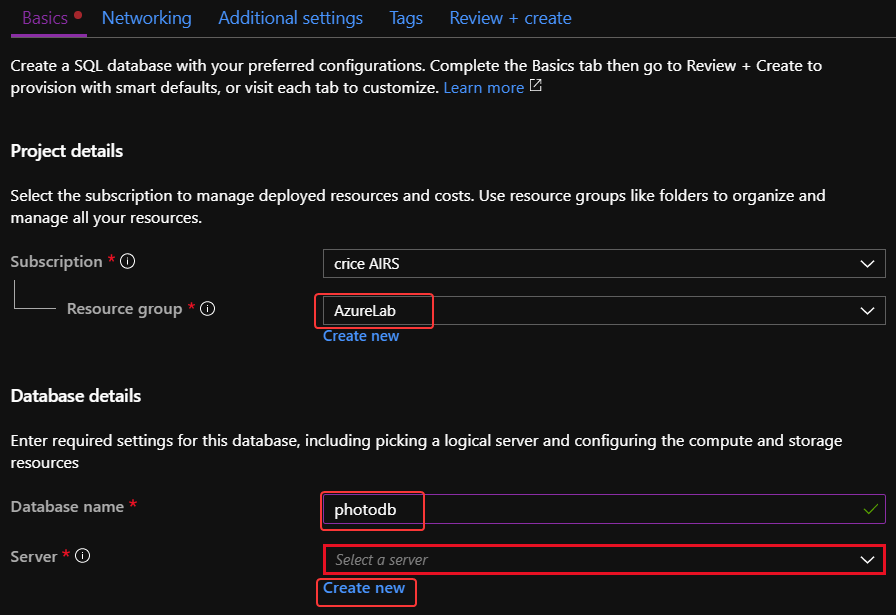 Basics Networking Additional settings Tags Review + create
Create a SQL database with your preferred configurations. Complete the Basics tab then go to Review + Create to
provision with smart defaults, or visit each tab to customize. Learn more
Project details
Select the subscription to manage deployed resources and costs. Use resource groups like folders to organize and
manage all your resources.
Subscription * crice AIRS
Resource group * AzureLab
Create new
Database details
Enter required settings for this database, including picking a logical server and configuring the compute and storage
resources
Database name * photodb
Server * Select a server
Create new